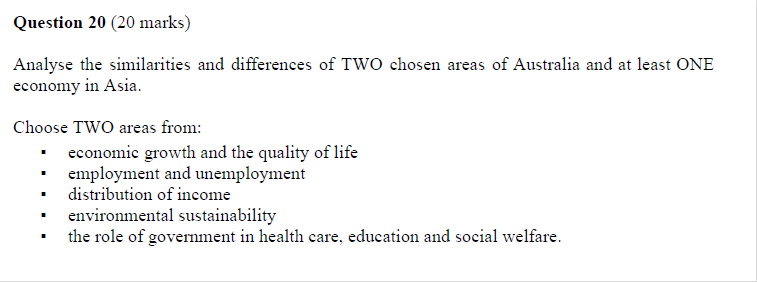 Question 20 (20 marks)
Analyse the similarities and differences of TWO chosen areas of Australia and at least ONE
economy in Asia.
Choose TWO areas from:
▪ economic growth and the quality of life
▪ employment and unemployment
▪ distribution of income
▪ environmental sustainability
▪ the role of government in health care, education and social welfare.